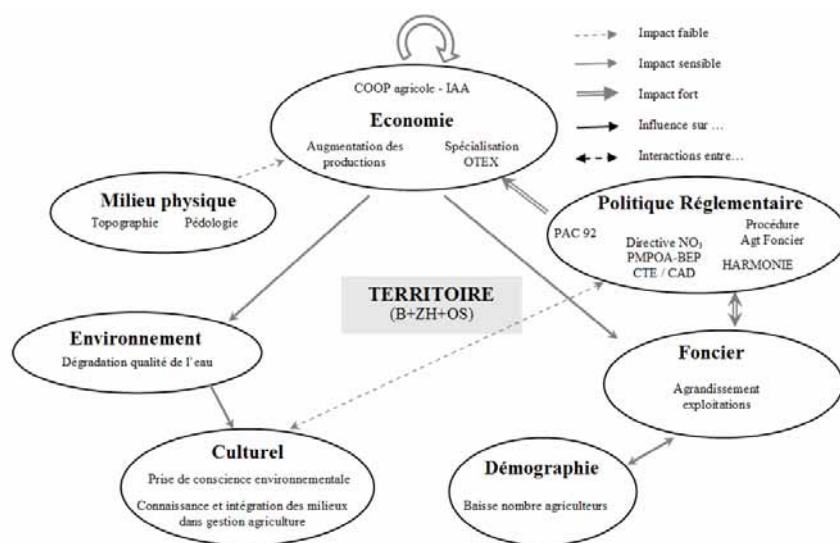 COOP agricole - IAA
Economie
Augmentation des
productions
Spécialisation
OTEX
Impact faible
Impact sensible
Impact fort
Influence sur ...
Interactions entre...
Milieu physique
Topographie Pédologie
Politique Réglementaire
PAC 92
Directive NO₃
PMPOA-BEP
CTE / CAD
Procédure
Agt Foncier
HARMONIE
TERRITOIRE
(B+ZH+OS)
Environnement
Dégradation qualité de l'eau
Foncier
Agrandissement
exploitations
Culturel
Prise de conscience environnementale
Connaissance et intégration des milieux
dans gestion agriculture
Démographie
Baisse nombre agriculteurs